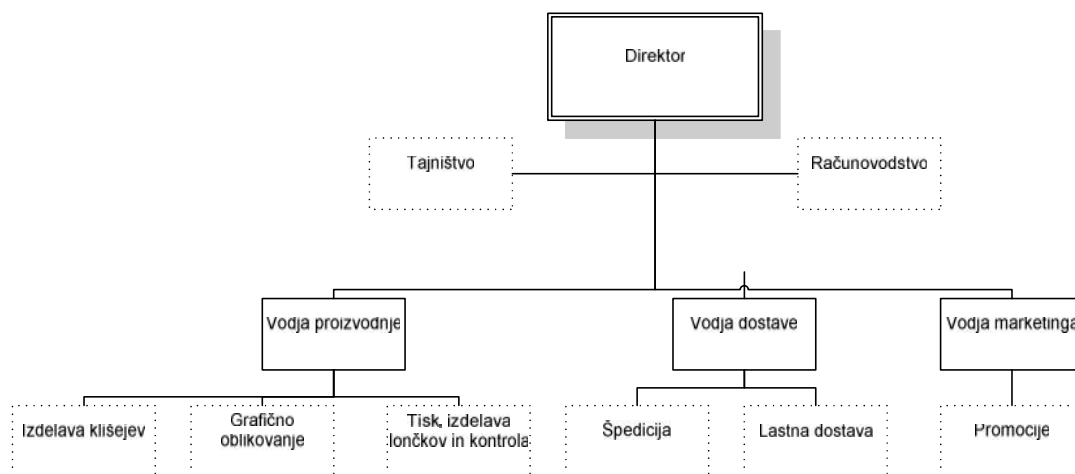 Direktor
Tajništvo
Računovodstvo
Vodja proizvodnje
Vodja dostave
Vodja marketinga
Izdelava klišejev
Grafično
oblikovanje
Tisk, izdelava
lončkov in kontrola
Špedicija
Lastna dostava
Promocije